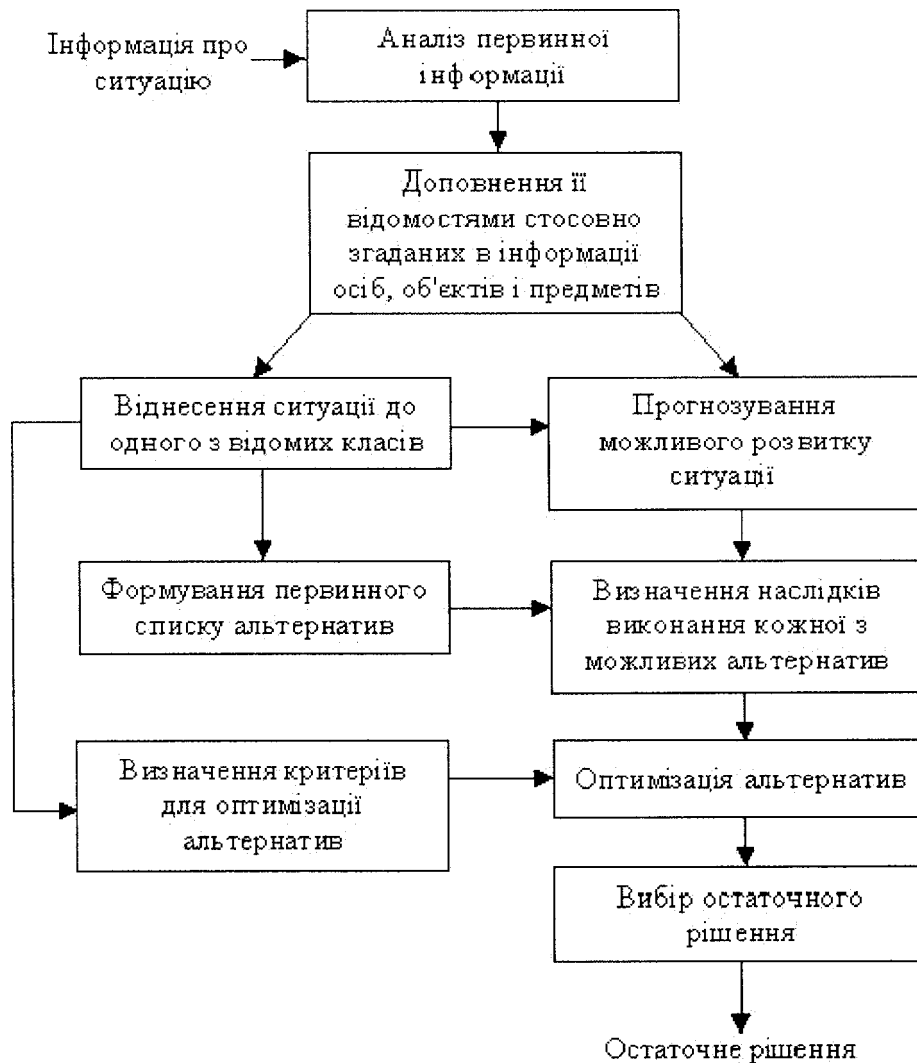 Інформація про
ситуацію
Аналіз первинної
інформації
Доповнення її
відомостями стосовно
згаданих в інформації
осіб, об'єктів і предметів
Віднесення ситуації до
одного з відомих класів
Прогнозування
можливого розвитку
ситуації
Формування первинного
списку альтернатив
Визначення наслідків
виконання кожної з
можливих альтернатив
Визначення критеріїв
для оптимізації
альтернатив
Оптимізація альтернатив
Вибір остаточного
рішення
Остаточне рішення